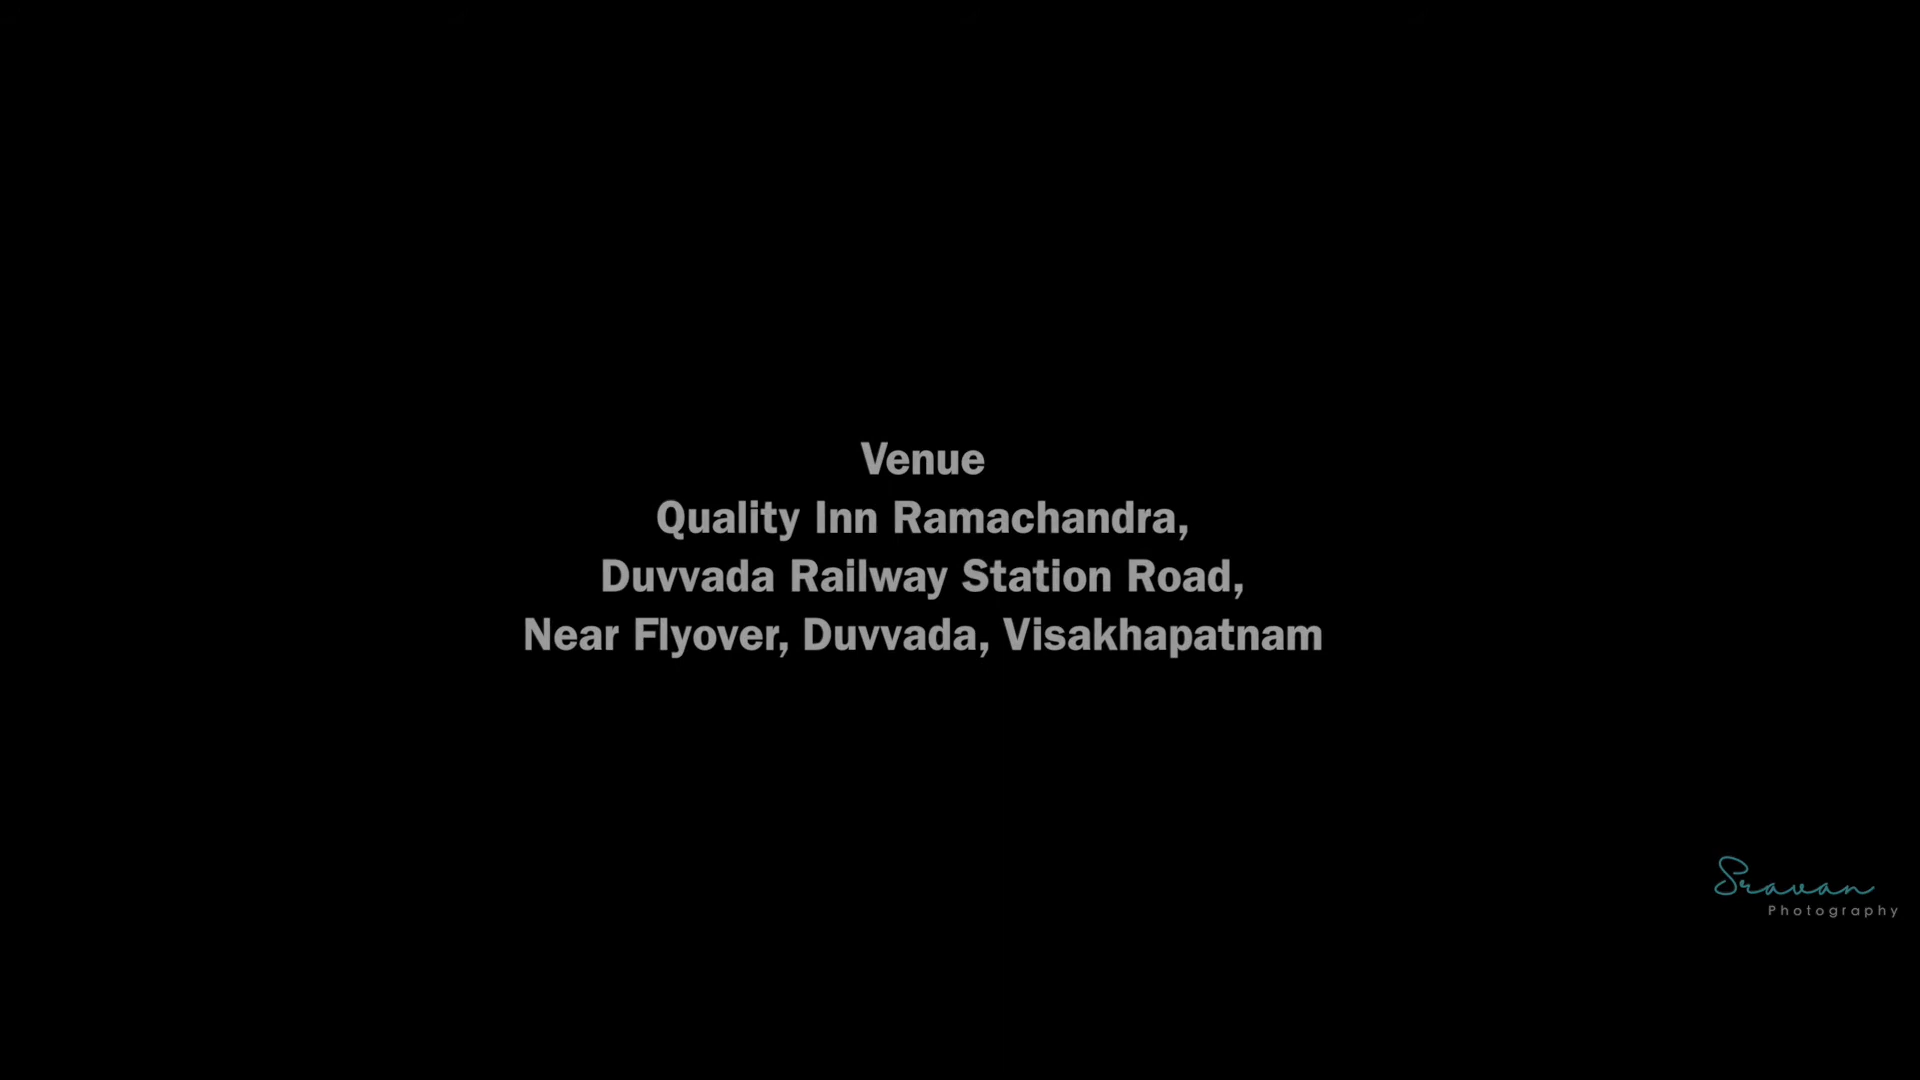 Venue
Quality Inn Ramachandra,
Duvvada Railway Station Road,
Near Flyover, Duvvada, Visakhapatnam
Sravan
Photography